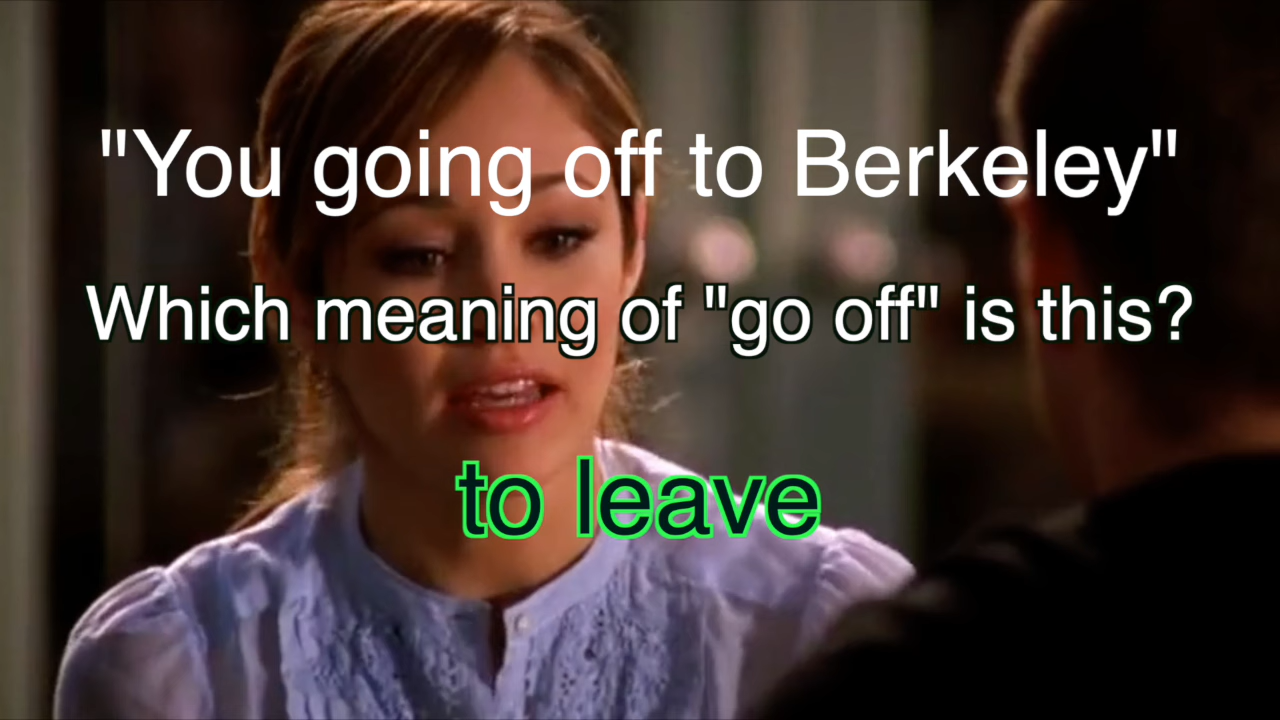 "You going off to Berkeley"
Which meaning of "go off" is this?
to leave